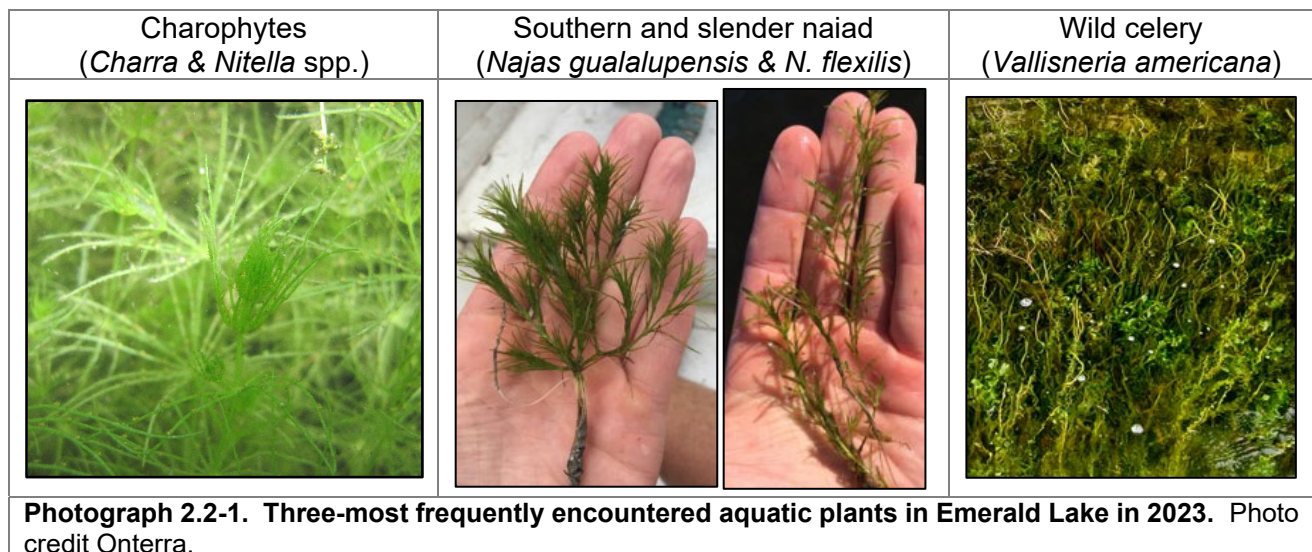 Charophytes
(Charra & Nitella spp.)
Southern and slender naiad
(Najas gualalupensis & N. flexilis)
Wild celery
(Vallisneria americana)
Photograph 2.2-1. Three-most frequently encountered aquatic plants in Emerald Lake in 2023. Photo
credit Onterra.